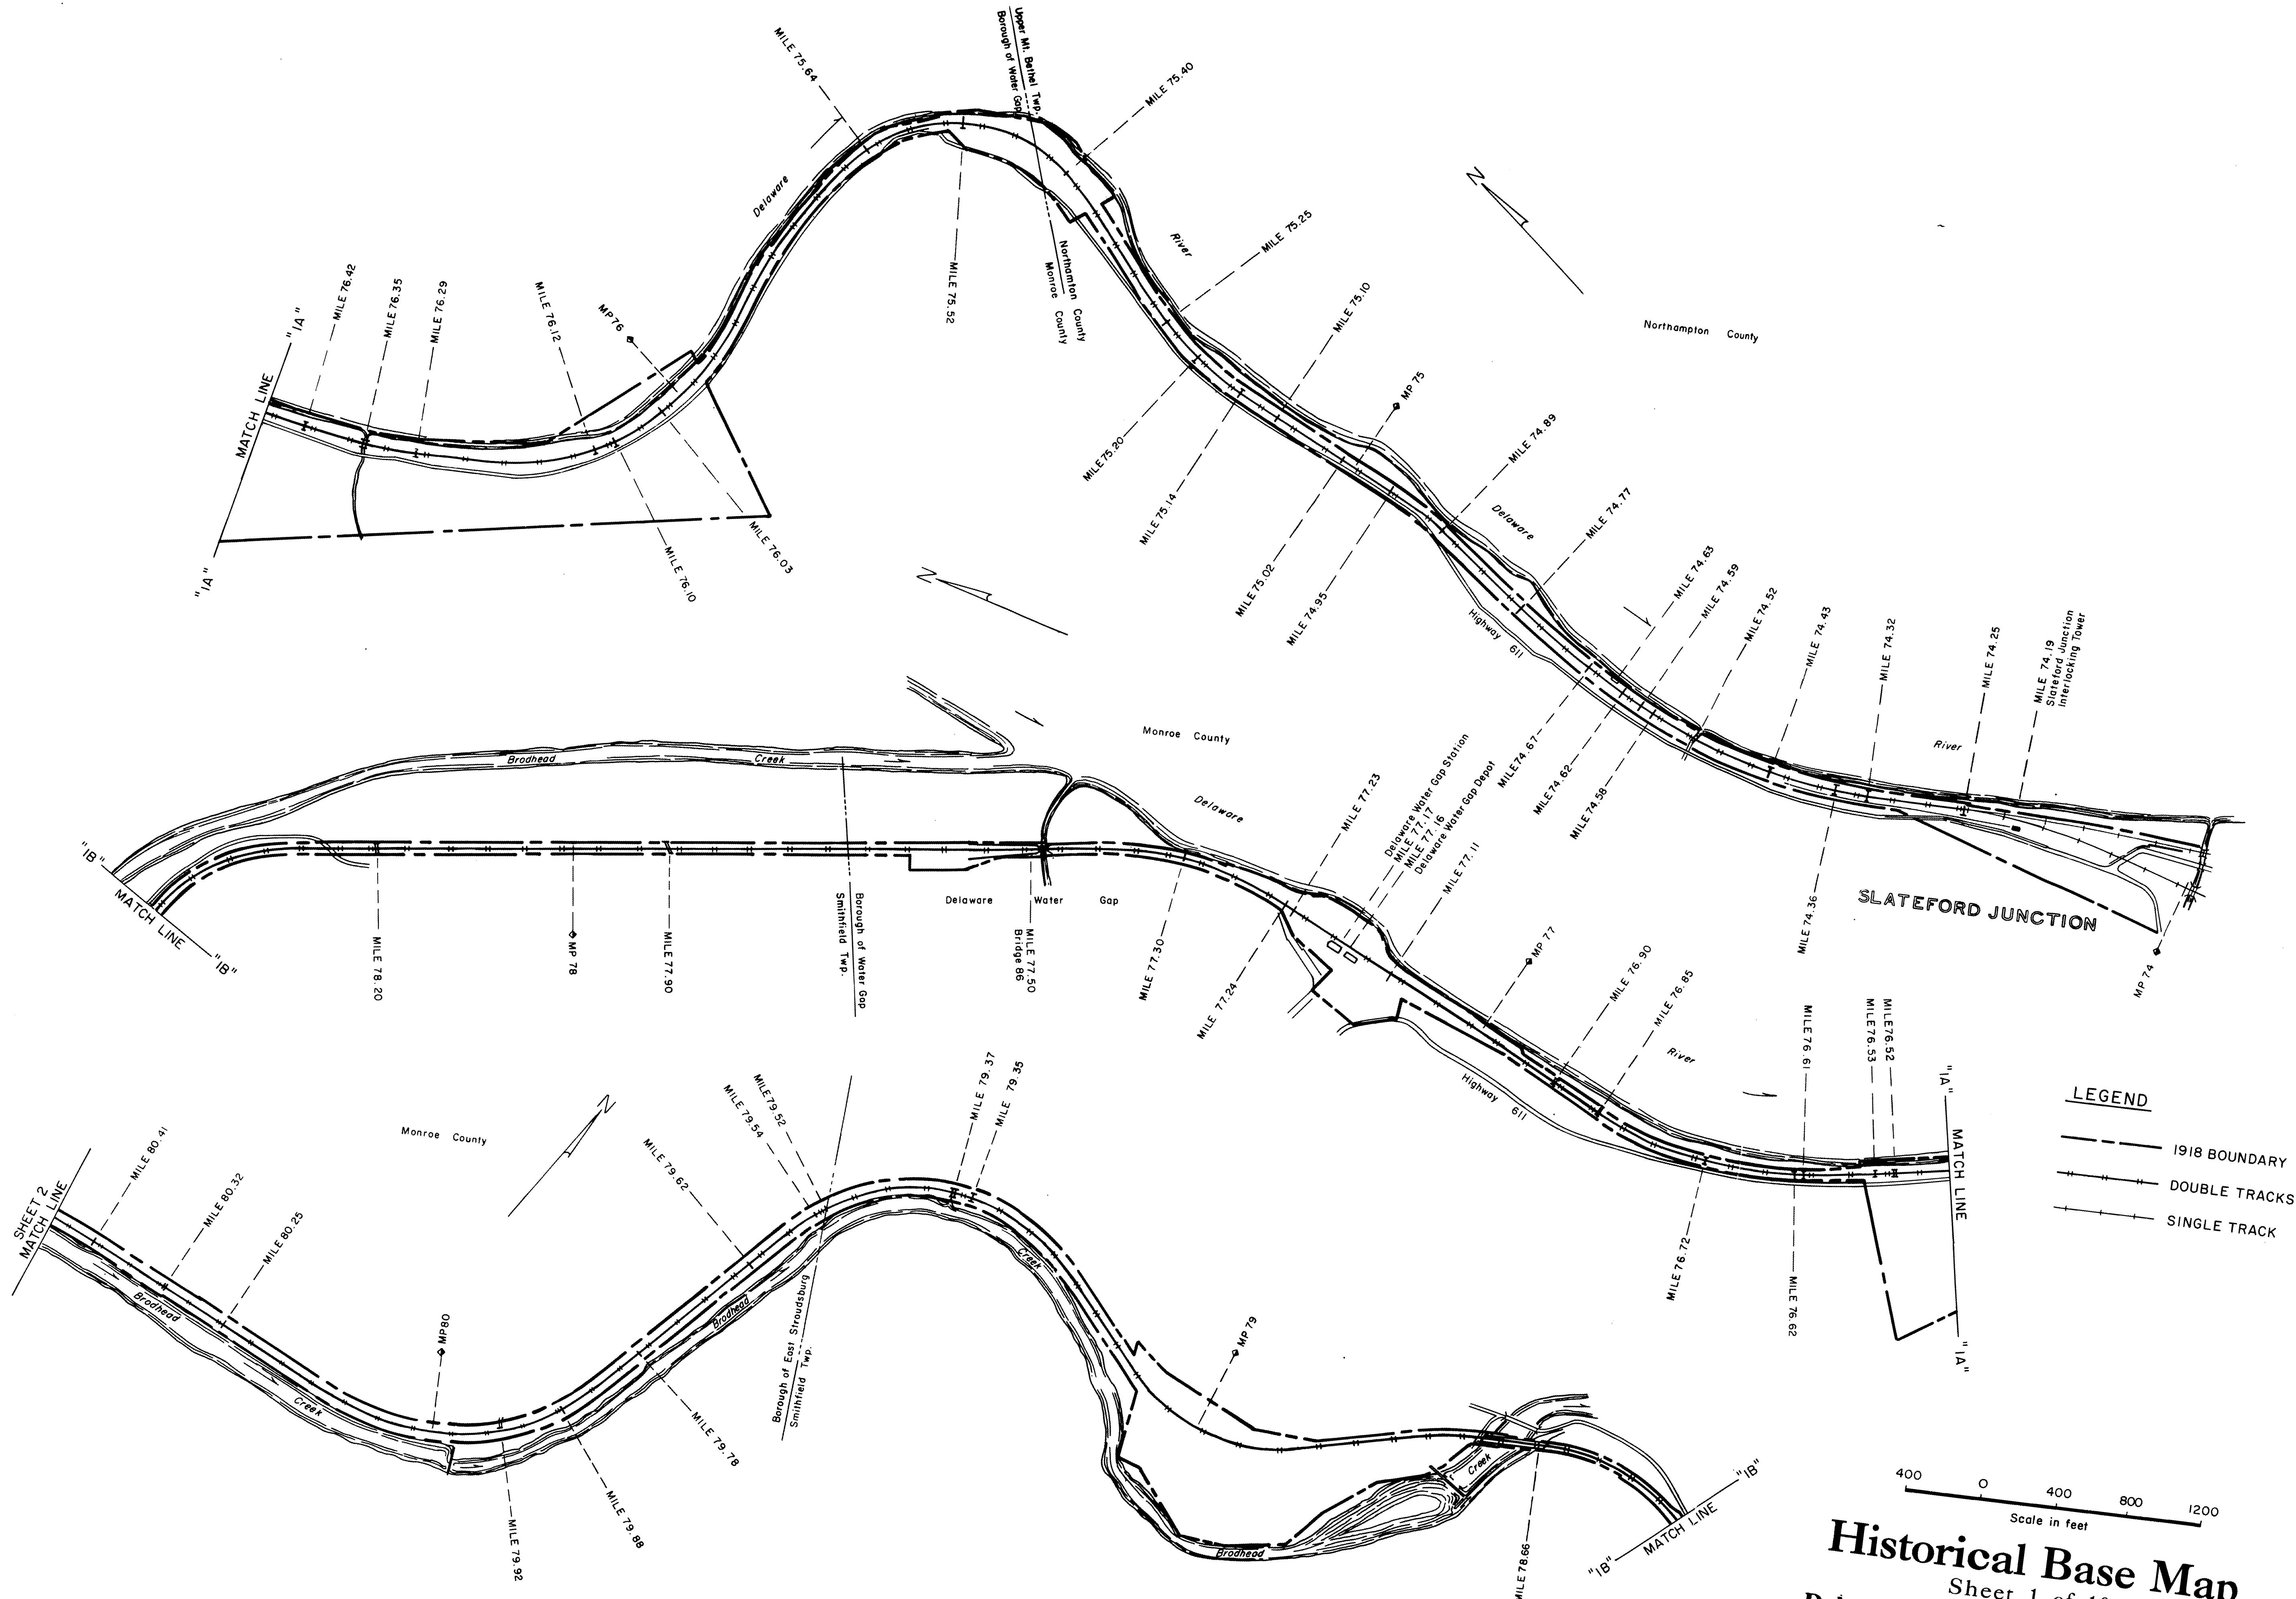 Upper Mt. Bethel Twp.
Borough of Water Gap
MILE 75.64
MILE 75.40
Delaware
River
MILE 75.25
MILE 75.52
Northamton County
Monroe County
N
MILE 75.10
Northampton County
"IA"
MATCH LINE
"IA"
MILE 76.42
MILE 76.35
MILE 76.29
MILE 76.12
MP76
MILE 76.03
MILE 76.10
MILE 75.20
MILE 75.14
MP 75
MILE 75.02
MILE 74.95
MILE 74.89
Delaware
MILE 74.77
Highway 611
MILE 74.63
MILE 74.59
MILE 74.52
MILE 74.43
MILE 74.32
MILE 74.25
MILE 74.19
Slateford Junction
Interlocking Tower
River
MILE 74.67
MILE 74.62
MILE 74.58
MILE 74.36
SLATEFORD JUNCTION
MP 74
N
Monroe County
Brodhead Creek
Delaware
"IB"
MATCH LINE
"IB"
MILE 78.20
MP 78
MILE 77.90
Borough of Water Gap
Smithfield Twp.
Delaware Water Gap
MILE 77.50
Bridge 86
MILE 77.30
MILE 77.24
MILE 77.23
Delaware Water Gap Station
MILE 77.17
MILE 77.16
Delaware Water Gap Depot
MILE 77.11
MP 77
MILE 76.90
MILE 76.85
River
Highway 611
MILE 76.72
MILE 76.61
MILE 76.62
MILE 76.53
MILE 76.52
"IA"
MATCH LINE
"IA"
LEGEND
1918 BOUNDARY
DOUBLE TRACKS
SINGLE TRACK
N
Monroe County
SHEET 2
MATCH LINE
MILE 80.41
MILE 80.32
MILE 80.25
Brodhead
Creek
MP80
MILE 79.92
MILE 79.88
MILE 79.78
MILE 79.62
MILE 79.54
MILE 79.52
Brodhead
Borough of East Stroudsburg
Smithfield Twp.
MILE 79.37
MILE 79.35
Creek
MP 79
Brodhead
Creek
MILE 78.66
"IB"
MATCH LINE
"IB"
400 0 400 800 1200
Scale in feet
Historical Base Map
Sheet 1 of